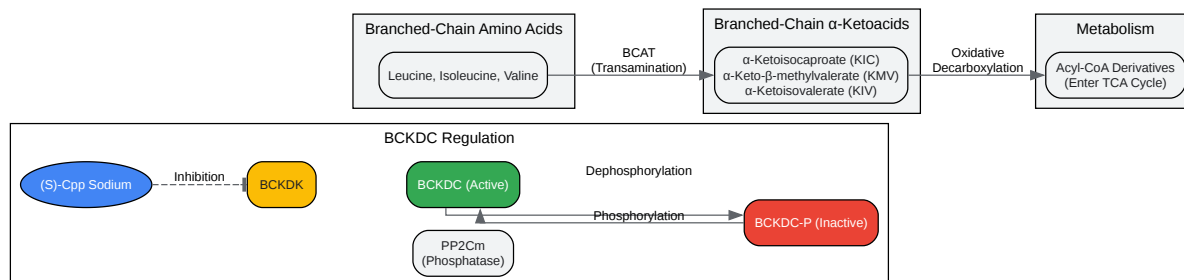 Branched-Chain Amino Acids
Leucine, Isoleucine, Valine
BCAT
(Transamination)
Branched-Chain α-Ketoacids
α-Ketoisocaproate (KIC)
α-Keto-β-methylvalerate (KMV)
α-Ketoisovalerate (KIV)
Oxidative
Decarboxylation
Metabolism
Acyl-CoA Derivatives
(Enter TCA Cycle)
BCKDC Regulation
(S)-Cpp Sodium
Inhibition
BCKDK
BCKDC (Active)
Dephosphorylation
Phosphorylation
BCKDC-P (Inactive)
PP2Cm
(Phosphatase)